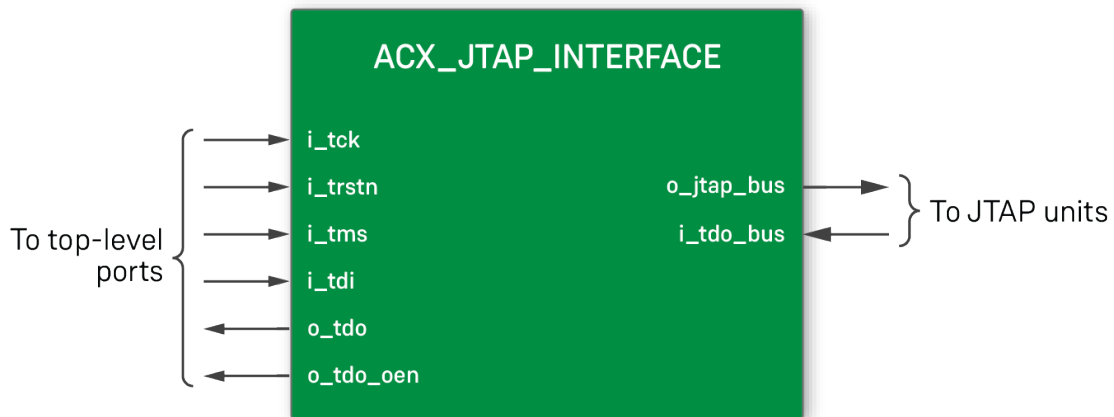 ACX_JTAP_INTERFACE
To top-level
ports
i_tck
i_trstn
i_tms
i_tdi
o_tdo
o_tdo_oen
o_jtap_bus
i_tdo_bus
To JTAP units